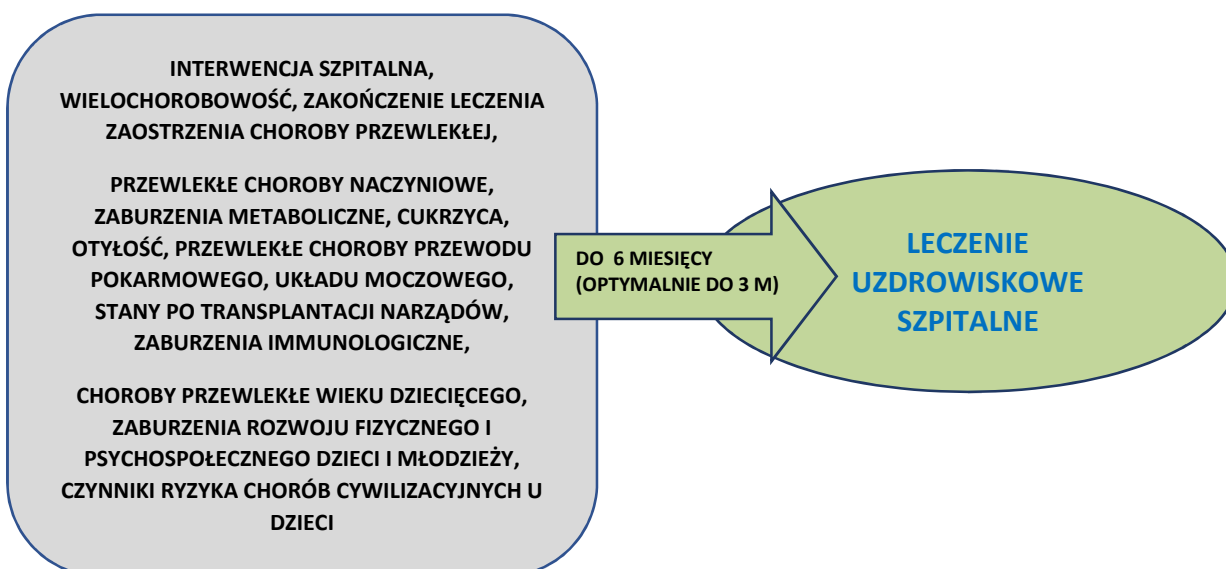 INTERWENCJA SZPITALNA,
WIELOCHOROBOWOŚĆ, ZAKOŃCZENIE LECZENIA
ZAOSTRZENIA CHOROBY PRZEWLEKŁEJ,
PRZEWLEKŁE CHOROBY NACZYNIOWE,
ZABURZENIA METABOLICZNE, CUKRZYCA,
OTYŁOŚĆ, PRZEWLEKŁE CHOROBY PRZEWODU
POKARMOWEGO, UKŁADU MOCZOWEGO,
STANY PO TRANSPLANTACJI NARZĄDÓW,
ZABURZENIA IMMUNOLOGICZNE,
CHOROBY PRZEWLEKŁE WIEKU DZIECIĘCEGO,
ZABURZENIA ROZWOJU FIZYCZNEGO I
PSYCHOSPOŁECZNEGO DZIECI I MŁODZIEŻY,
CZYNNIKI RYZYKA CHORÓB CYWILIZACYJNYCH U
DZIECI
DO 6 MIESIĘCY
(OPTYMALNIE DO 3 M)
LECZENIE
UZDROWISKOWE
SZPITALNE